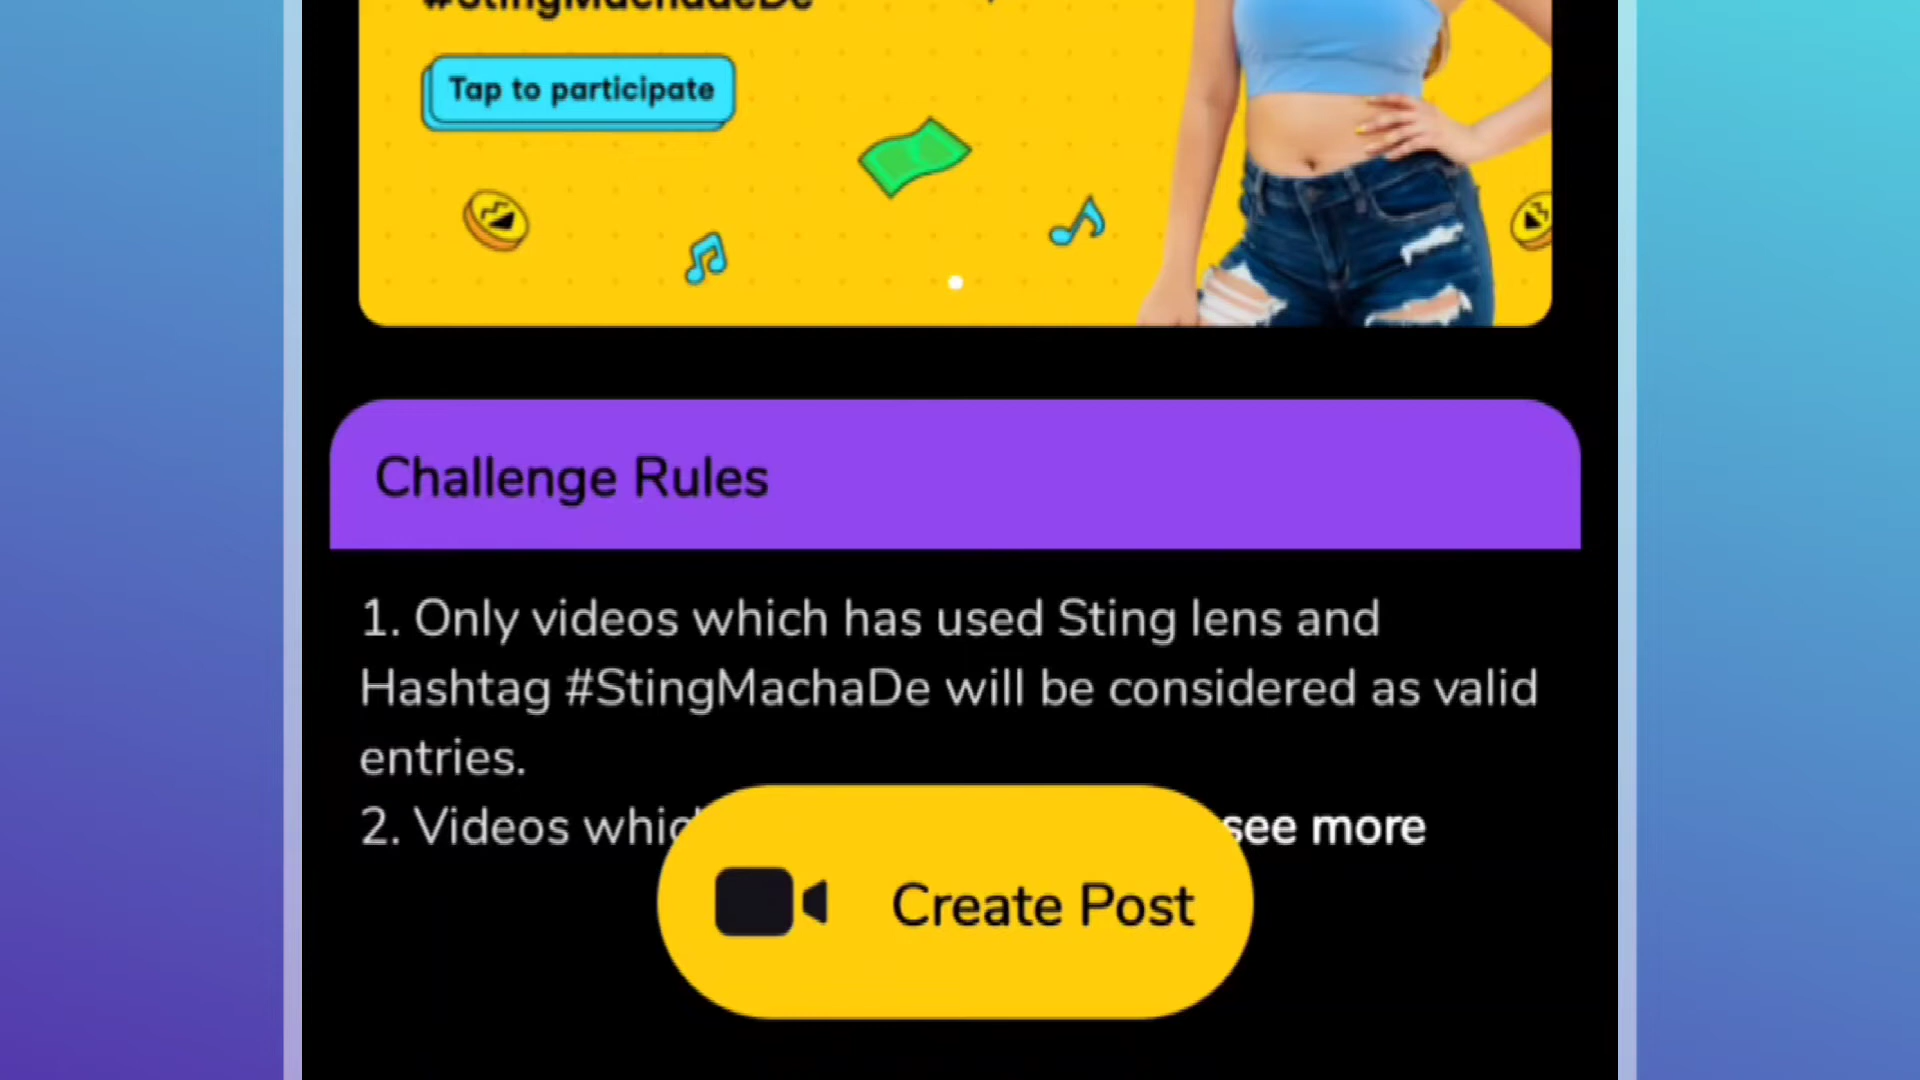 #StingMachadeDe
Tap to participate
Challenge Rules
1. Only videos which has used Sting lens and
Hashtag #StingMachaDe will be considered as valid
entries.
2. Videos see more
Create Post